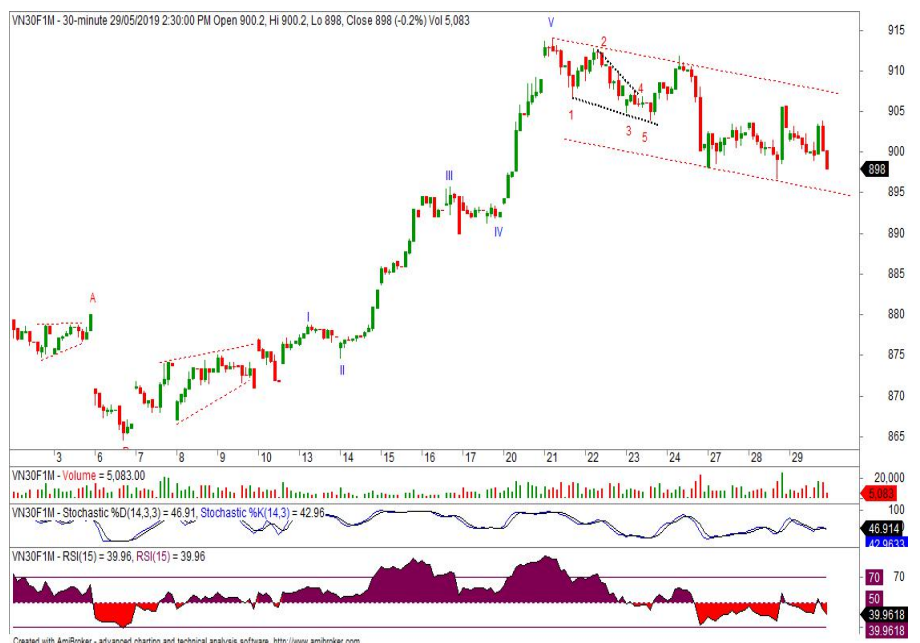 VN30F1M - 30-minute 29/05/2019 2:30:00 PM Open 900.2, Hi 900.2, Lo 898, Close 898 (-0.2%) Vol 5,083
915
910
905
900
898
895
890
885
880
875
870
865
V
2
4
1
3
5
III
IV
A
I
II
3 6 7 8 9 10 13 14 15 16 17 20 21 22 23 24 27 28 29
VN30F1M - Volume = 5,083.00
20,000
5,083
VN30F1M - Stochastic %D(14,3,3) = 46.91, Stochastic %K(14,3) = 42.96
100
46.914
42.9633
VN30F1M - RSI(15) = 39.96, RSI(15) = 39.96
70 70
50
39.9618
39.9618
Created with AmiBroker - advanced charting and technical analysis software. http://www.amibroker.com